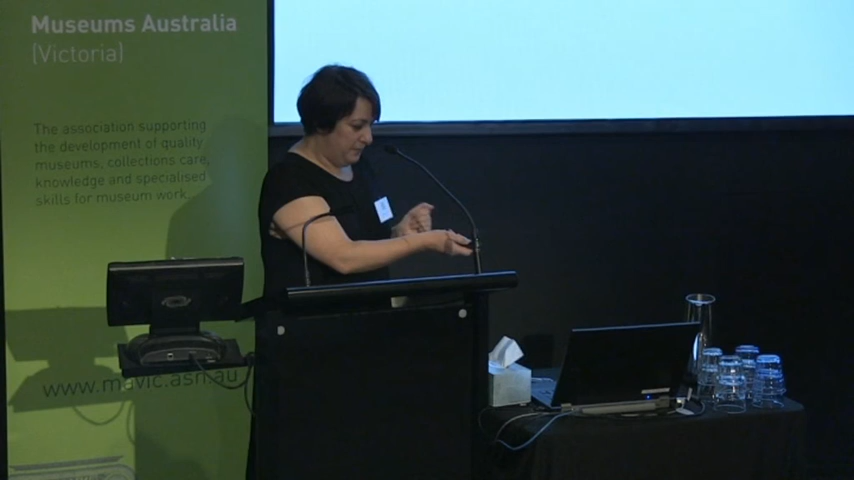 Museums Australia
(Victoria)
The association supporting
the development of quality
museums, collections care,
knowledge and specialised
skills for museum work.
www.mavic.asn.au